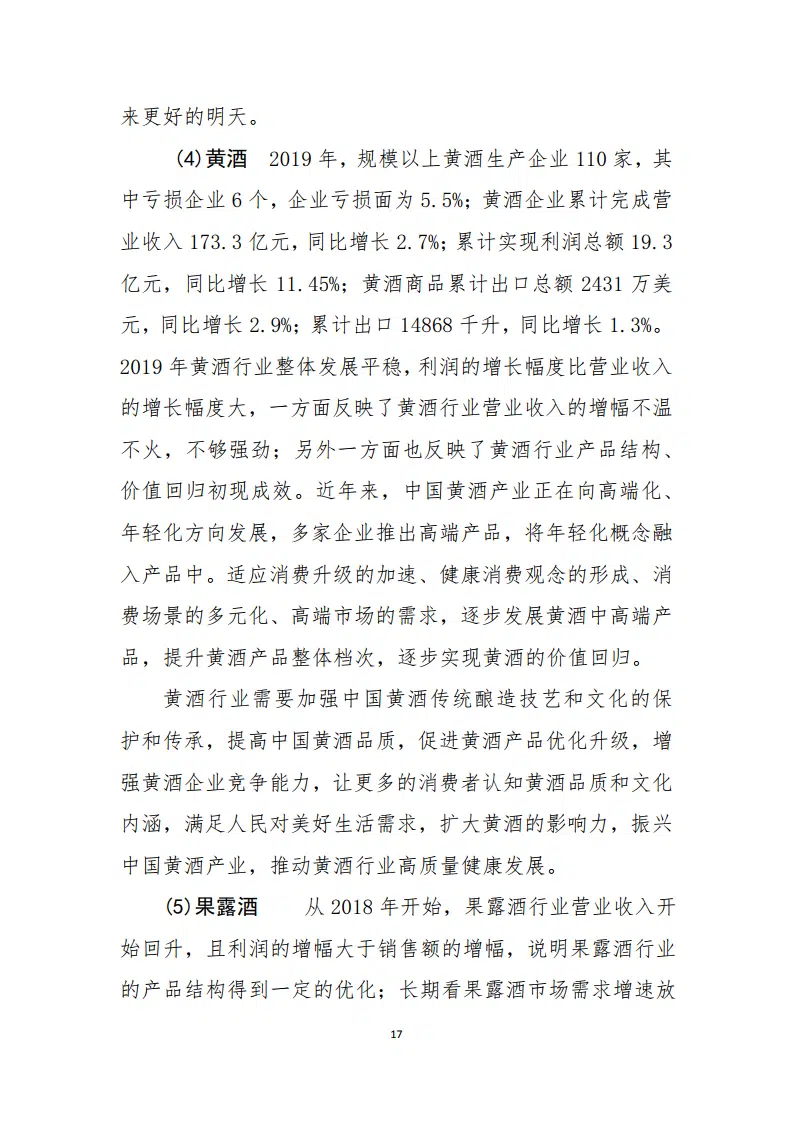 来更好的明天。
(4)黄酒 2019 年，规模以上黄酒生产企业 110 家，其
中亏损企业 6 个，企业亏损面为 5.5%；黄酒企业累计完成营
业收入 173.3 亿元，同比增长 2.7%；累计实现利润总额 19.3
亿元，同比增长 11.45%；黄酒商品累计出口总额 2431 万美
元，同比增长 2.9%；累计出口 14868 千升，同比增长 1.3%。
2019 年黄酒行业整体发展平稳，利润的增长幅度比营业收入
的增长幅度大，一方面反映了黄酒行业营业收入的增幅不温
不火，不够强劲；另外一方面也反映了黄酒行业产品结构、
价值回归初现成效。近年来，中国黄酒产业正在向高端化、
年轻化方向发展，多家企业推出高端产品，将年轻化概念融
入产品中。适应消费升级的加速、健康消费观念的形成、消
费场景的多元化、高端市场的需求，逐步发展黄酒中高端产
品，提升黄酒产品整体档次，逐步实现黄酒的价值回归。
黄酒行业需要加强中国黄酒传统酿造技艺和文化的保
护和传承，提高中国黄酒品质，促进黄酒产品优化升级，增
强黄酒企业竞争能力，让更多的消费者认知黄酒品质和文化
内涵，满足人民对美好生活需求，扩大黄酒的影响力，振兴
中国黄酒产业，推动黄酒行业高质量健康发展。
(5)果露酒 从 2018 年开始，果露酒行业营业收入开
始回升，且利润的增幅大于销售额的增幅，说明果露酒行业
的产品结构得到一定的优化；长期看果露酒市场需求增速放
17